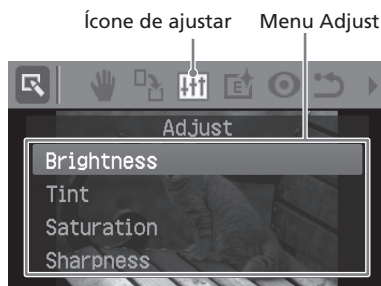 Ícone de ajustar Menu Adjust
Adjust
Brightness
Tint
Saturation
Sharpness